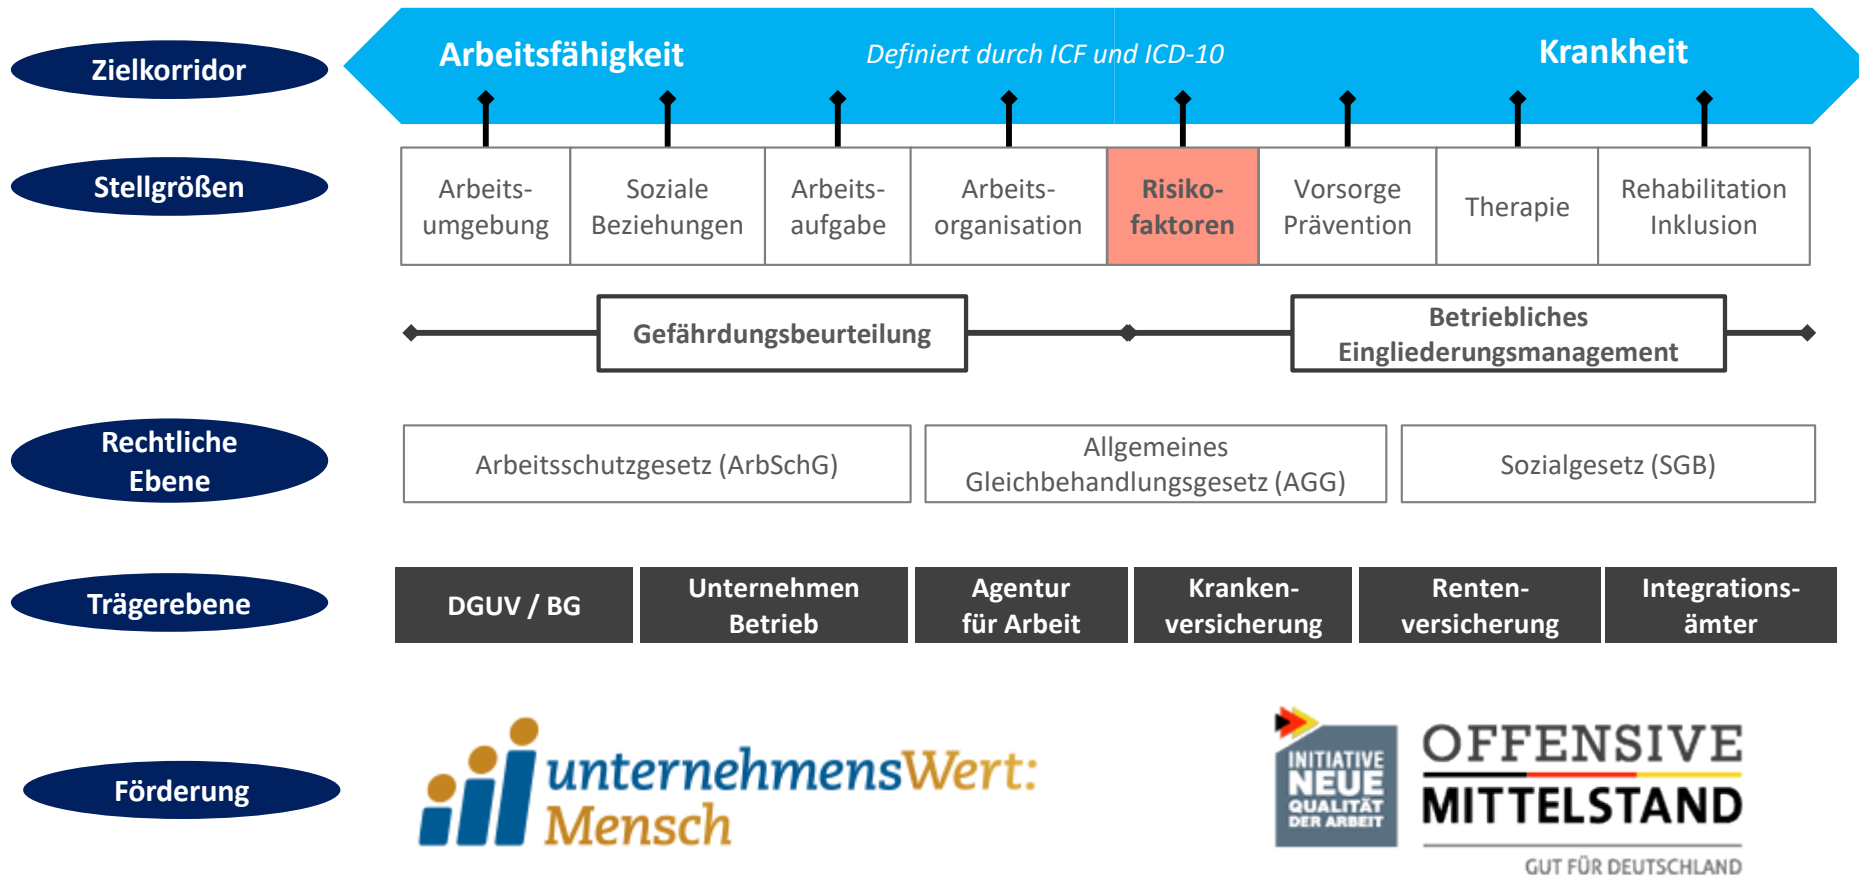 Zielkorridor
Arbeitsfähigkeit
Definiert durch ICF und ICD-10
Krankheit
Stellgrößen
Arbeits-
umgebung
Soziale
Beziehungen
Arbeits-
aufgabe
Arbeits-
organisation
Risiko-
faktoren
Vorsorge
Prävention
Therapie
Rehabilitation
Inklusion
Gefährdungsbeurteilung
Betriebliches
Eingliederungsmanagement
Rechtliche
Ebene
Arbeitsschutzgesetz (ArbSchG)
Allgemeines
Gleichbehandlungsgesetz (AGG)
Sozialgesetz (SGB)
Trägerebene
DGUV / BG
Unternehmen
Betrieb
Agentur
für Arbeit
Kranken-
versicherung
Renten-
versicherung
Integrations-
ämter
Förderung
unternehmensWert:
Mensch
INITIATIVE
NEUE
QUALITÄT
DER ARBEIT
OFFENSIVE
MITTELSTAND
GUT FÜR DEUTSCHLAND